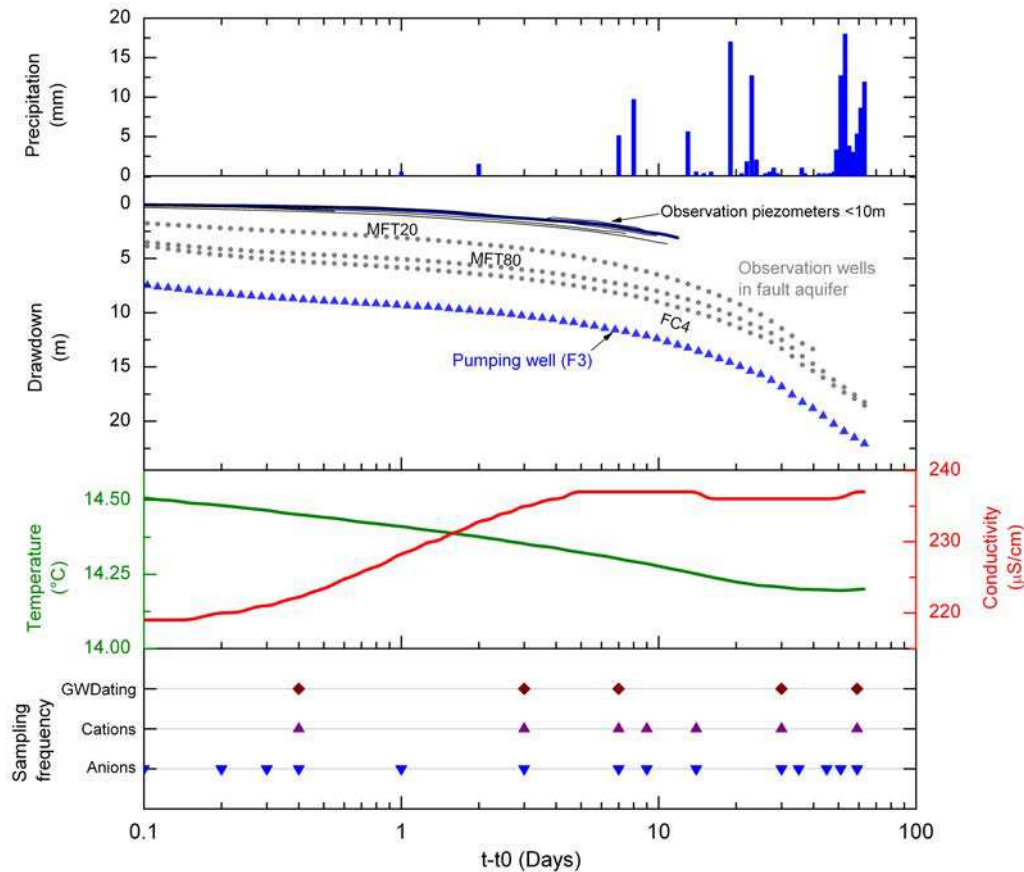 20
15
10
5
0
Precipitation
(mm)
0
5
10
15
20
Drawdown
(m)
Observation piezometers <10m
MFT20
MFT80
Observation wells
in fault aquifer
FC4
Pumping well (F3)
14.50
14.25
14.00
Temperature
(°C)
240
230
220
Conductivity
(µS/cm)
GWDating
Cations
Anions
Sampling
frequency
0.1
1
10
100
t-t0 (Days)